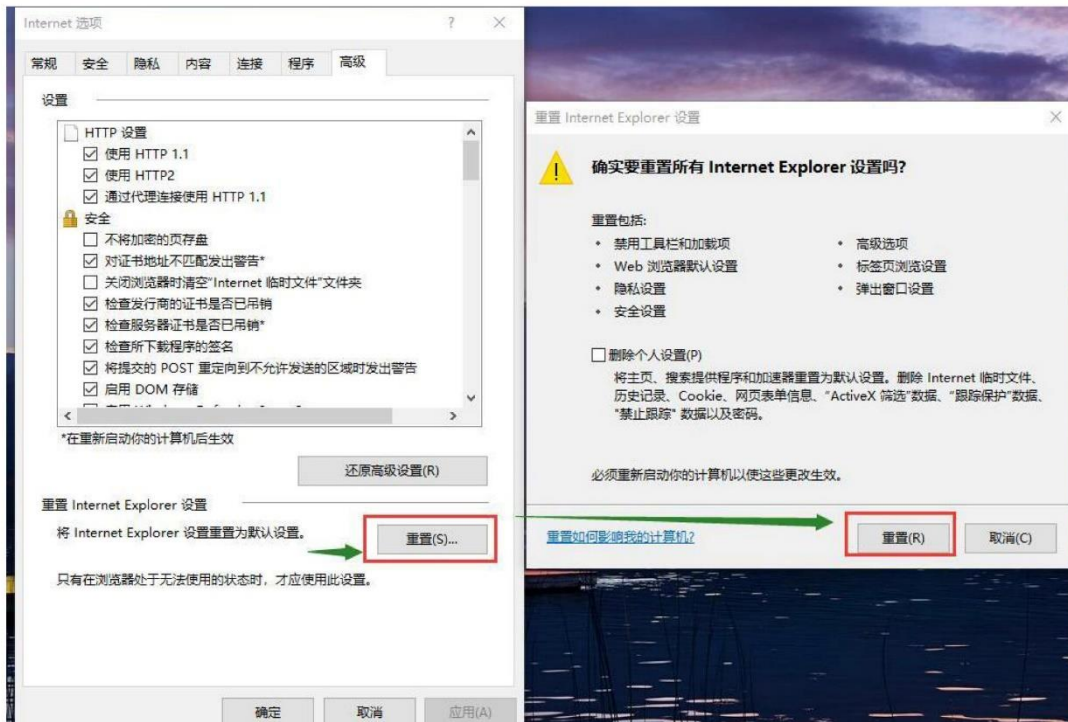 Internet 选项
常规 安全 隐私 内容 连接 程序 高级
设置
HTTP 设置
使用 HTTP 1.1
使用 HTTP2
通过代理连接使用 HTTP 1.1
安全
不将加密的页存盘
对证书地址不匹配发出警告*
关闭浏览器时清空"Internet 临时文件"文件夹
检查发行商的证书是否已吊销
检查服务器证书是否已吊销*
检查所下载程序的签名
将提交的 POST 重定向到不允许发送的区域时发出警告
启用 DOM 存储
*在重新启动你的计算机后生效
还原高级设置(R)
重置 Internet Explorer 设置
将 Internet Explorer 设置重置为默认设置。
重置(S)...
只有在浏览器处于无法使用的状态时，才应使用此设置。
确定 取消 应用(A)
重置 Internet Explorer 设置
确实要重置所有 Internet Explorer 设置吗?
重置包括:
• 禁用工具栏和加载项
• Web 浏览器默认设置
• 隐私设置
• 安全设置
• 高级选项
• 标签页浏览设置
• 弹出窗口设置
删除个人设置(P)
将主页、搜索提供程序和加速器重置为默认设置。删除 Internet 临时文件、
历史记录、Cookie、网页表单信息、"ActiveX 筛选"数据、"跟踪保护"数据、
"禁止跟踪" 数据以及密码。
必须重新启动你的计算机以使这些更改生效。
重置如何影响我的计算机?
重置(R) 取消(C)